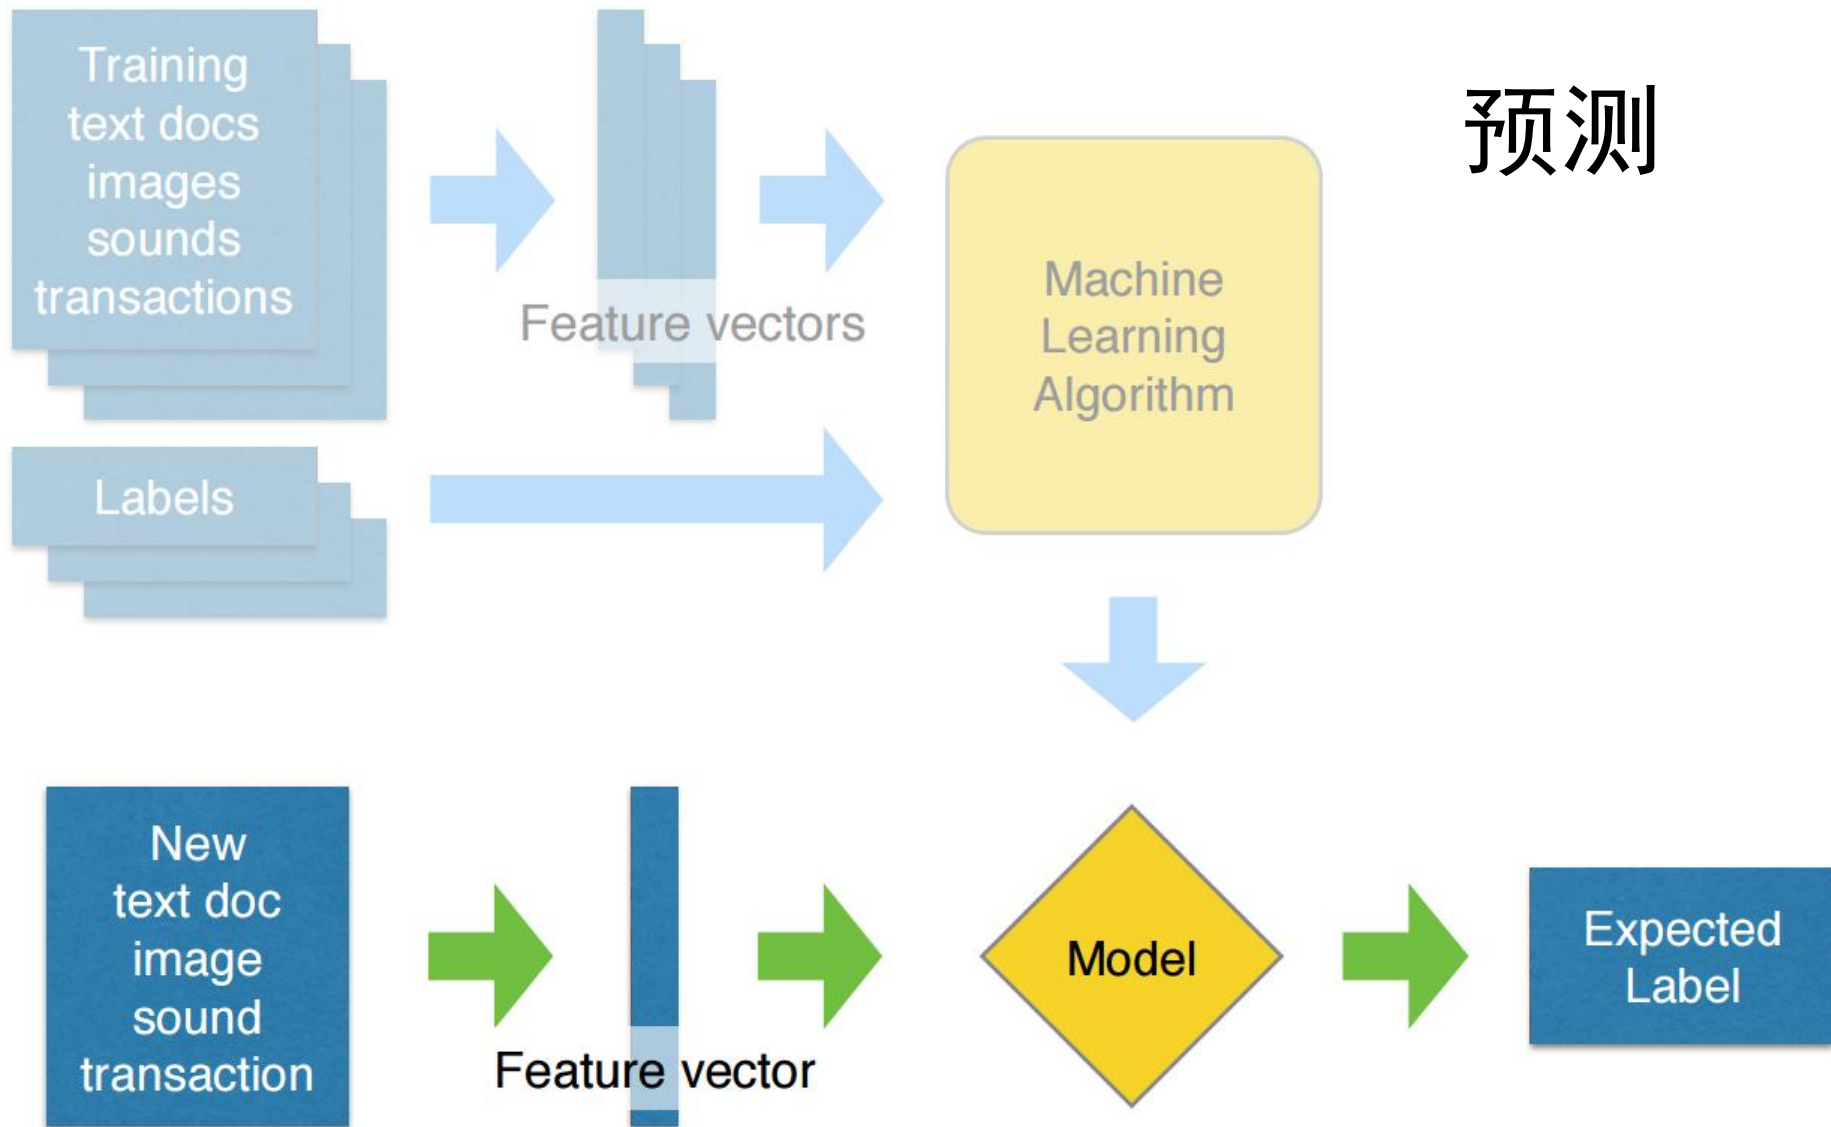 预测
Training
text docs
images
sounds
transactions
Feature vectors
Machine
Learning
Algorithm
Labels
New
text doc
image
sound
transaction
Feature vector
Model
Expected
Label